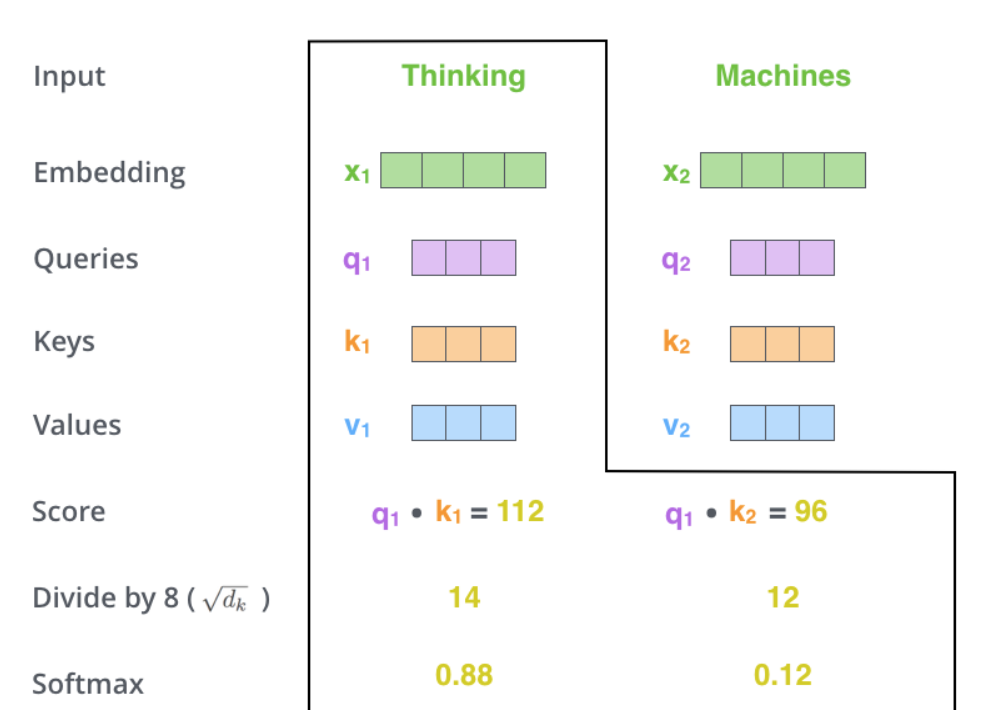 Input Thinking Machines
Embedding x₁ x₂
Queries q₁ q₂
Keys k₁ k₂
Values v₁ v₂
Score q₁ • k₁ = 112 q₁ • k₂ = 96
Divide by 8 ( √dₖ ) 14 12
Softmax 0.88 0.12